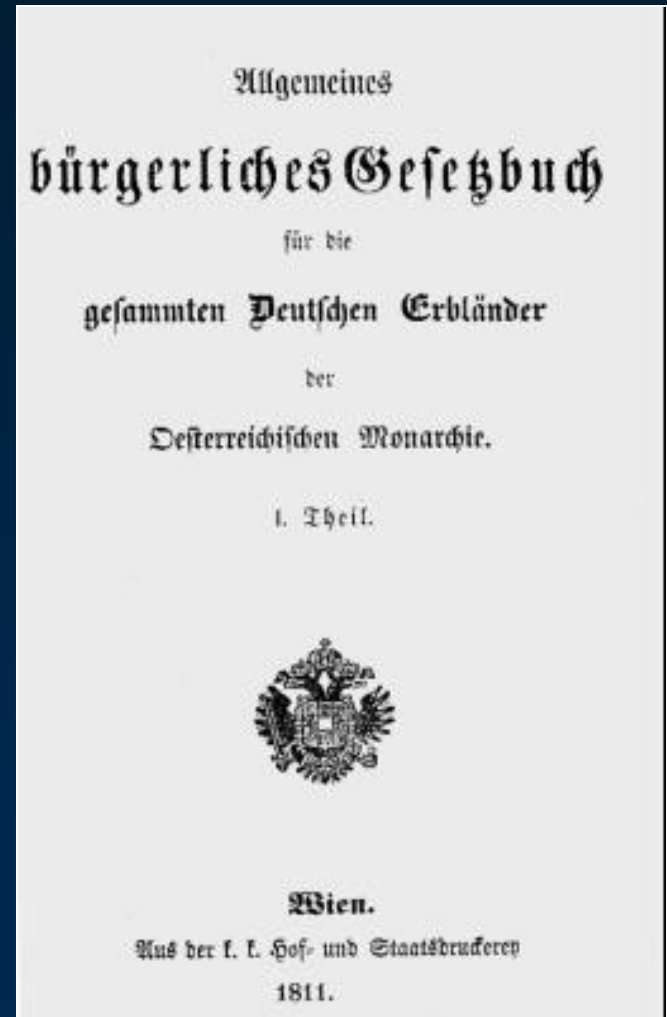 Allgemeines
bürgerliches Gesetzbuch
für die
gesammten Deutschen Erbländer
der
Oesterreichischen Monarchie.
I. Theil.
Wien.
Aus der k. k. Hof- und Staatsdruckerey
1811.